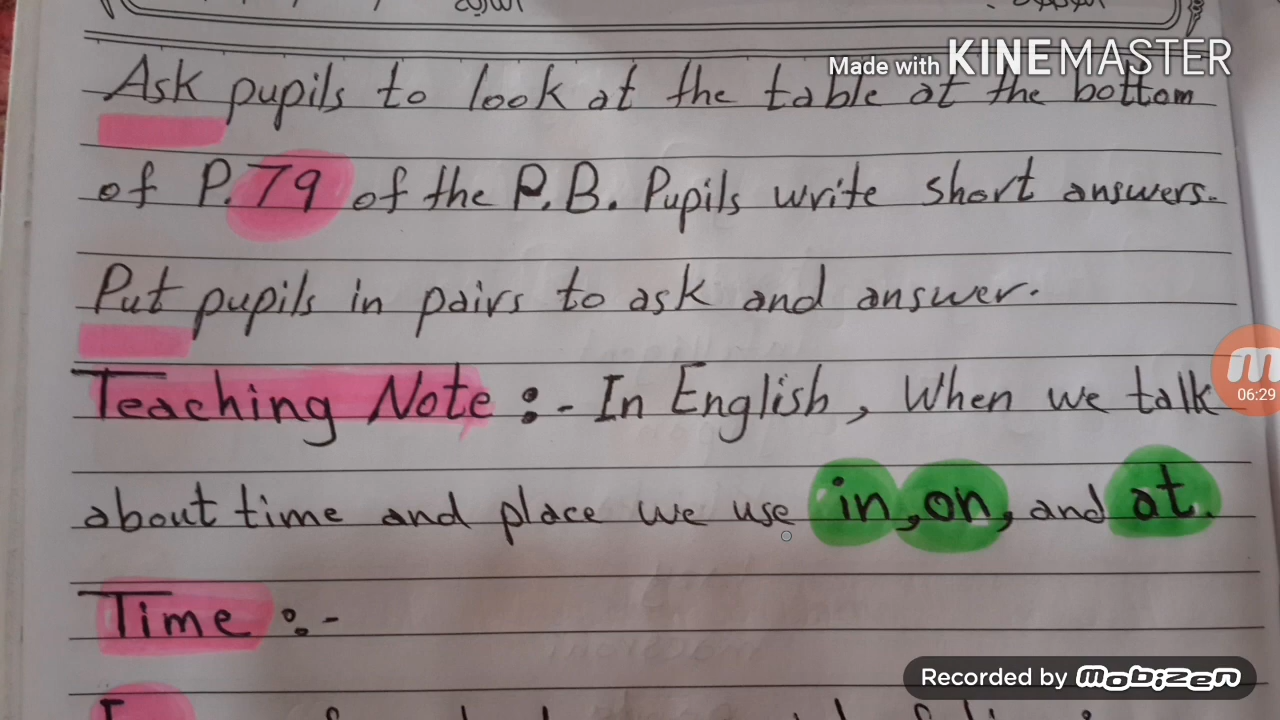 Made with KINEMASTER
Ask pupils to look at the table at the bottom
of P.79 of the P.B. Pupils write short answers.
Put pupils in pairs to ask and answer.
Teaching Note :- In English, When we talk
06:29
about time and place we use in, on, and at.
Time :-
Recorded by mobizen